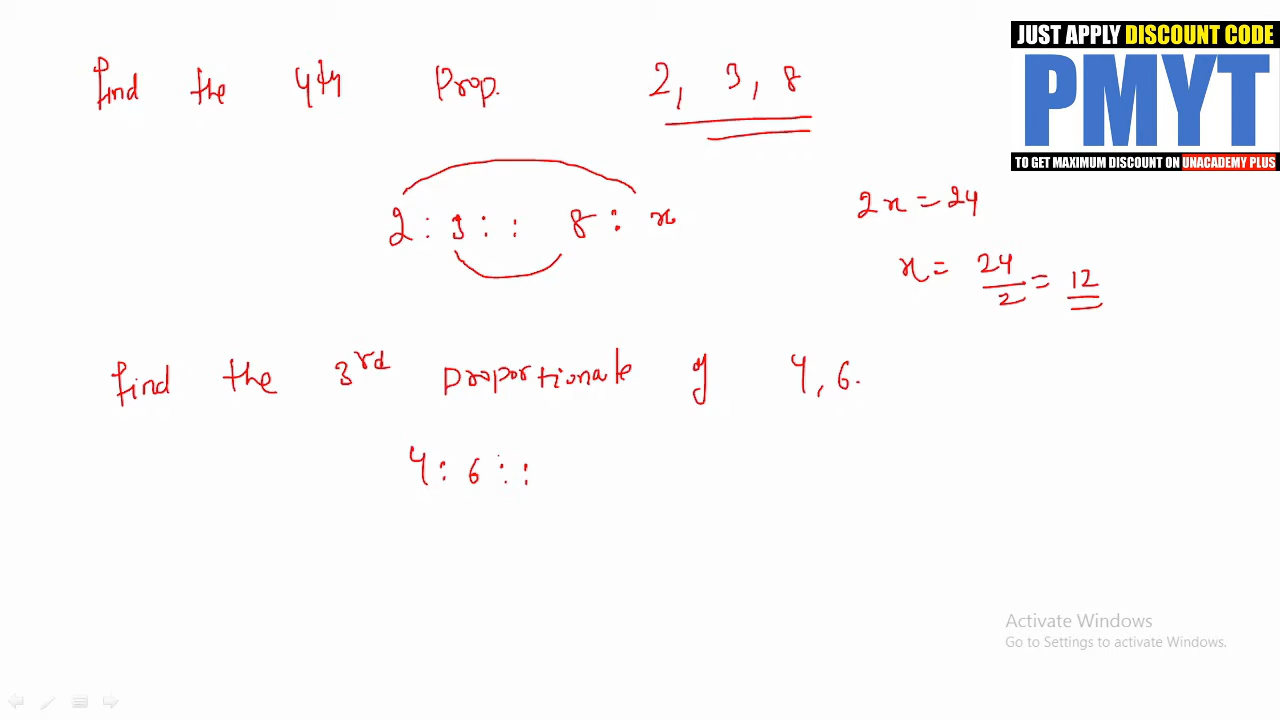 JUST APPLY DISCOUNT CODE
PMYT
TO GET MAXIMUM DISCOUNT ON UNACADEMY PLUS
find the 4th Prop. 2, 3, 8
2 : 3 :: 8 : x
2x = 24
x = 24/2 = 12
find the 3rd proportionate of 4, 6.
4 : 6 ::
Activate Windows
Go to Settings to activate Windows.